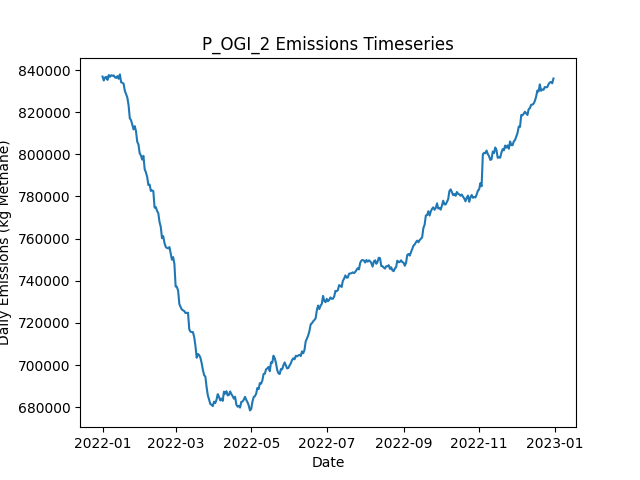 P_OGI_2 Emissions Timeseries
Daily Emissions (kg Methane)
840000
820000
800000
780000
760000
740000
720000
700000
680000
2022-01 2022-03 2022-05 2022-07 2022-09 2022-11 2023-01
Date